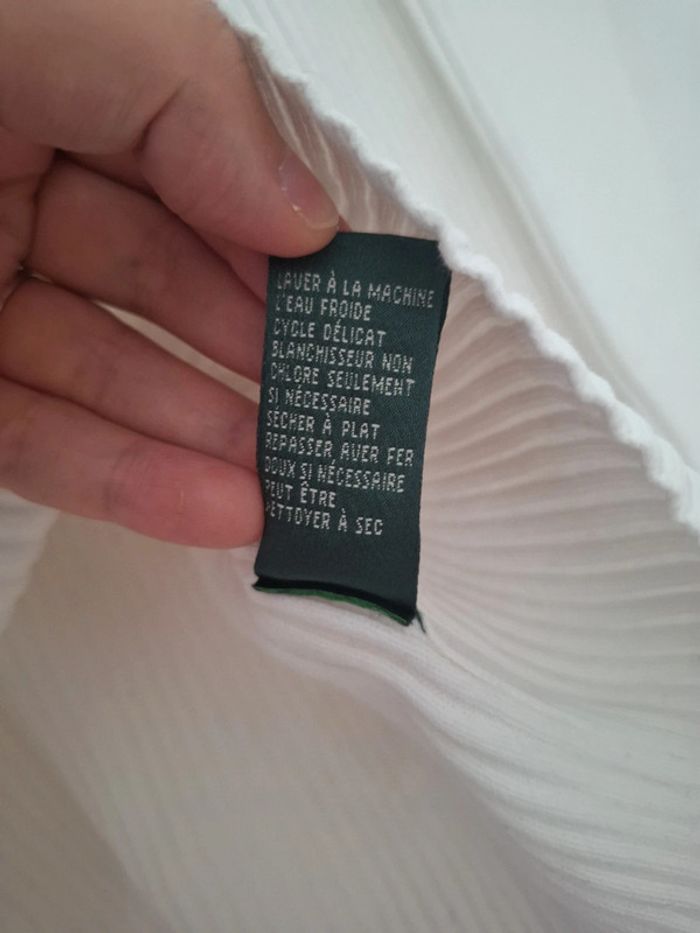 LAVER À LA MACHINE
L'EAU FROIDE
CYCLE DÉLICAT
BLANCHISSEUR NON
CHLORE SEULEMENT
SI NÉCESSAIRE
SÉCHER À PLAT
REPASSER AVER FER
DOUX SI NÉCESSAIRE
PEUT ÊTRE
NETTOYER À SEC